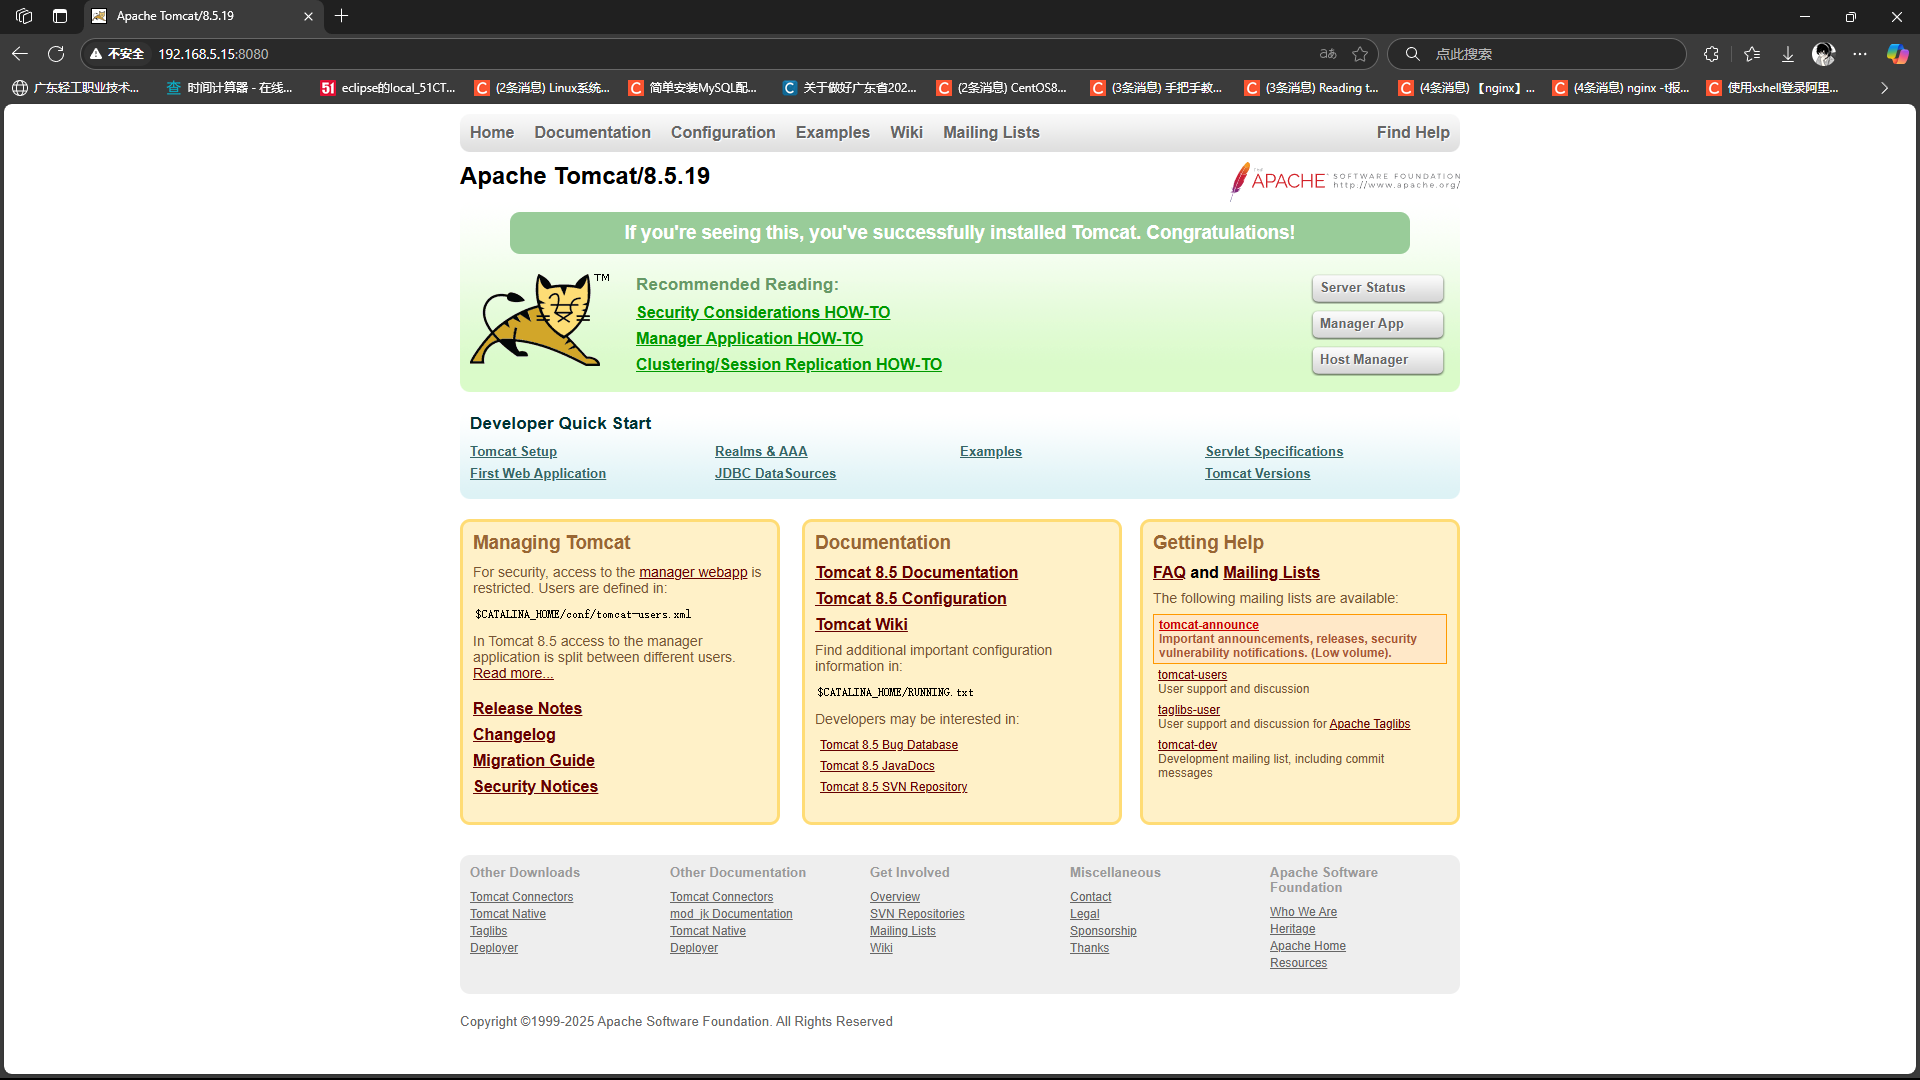 Apache Tomcat/8.5.19
不安全 192.168.5.15:8080
点此搜索
广东轻工职业技术...
时间计算器 - 在线...
eclipse的local_51CT...
(2条消息) Linux系统...
简单安装MySQL配...
关于做好广东省202...
(2条消息) CentOS8...
(3条消息) 手把手教...
(3条消息) Reading t...
(4条消息) 【nginx】...
(4条消息) nginx -t报...
使用xshell登录阿里...
Home Documentation Configuration Examples Wiki Mailing Lists Find Help
Apache Tomcat/8.5.19
THE APACHE SOFTWARE FOUNDATION
http://www.apache.org/
If you're seeing this, you've successfully installed Tomcat. Congratulations!
TM
Recommended Reading:
Security Considerations HOW-TO
Manager Application HOW-TO
Clustering/Session Replication HOW-TO
Server Status
Manager App
Host Manager
Developer Quick Start
Tomcat Setup
First Web Application
Realms & AAA
JDBC DataSources
Examples
Servlet Specifications
Tomcat Versions
Managing Tomcat
For security, access to the manager webapp is
restricted. Users are defined in:
$CATALINA_HOME/conf/tomcat-users.xml
In Tomcat 8.5 access to the manager
application is split between different users.
Read more...
Release Notes
Changelog
Migration Guide
Security Notices
Documentation
Tomcat 8.5 Documentation
Tomcat 8.5 Configuration
Tomcat Wiki
Find additional important configuration
information in:
$CATALINA_HOME/RUNNING.txt
Developers may be interested in:
Tomcat 8.5 Bug Database
Tomcat 8.5 JavaDocs
Tomcat 8.5 SVN Repository
Getting Help
FAQ and Mailing Lists
The following mailing lists are available:
tomcat-announce
Important announcements, releases, security
vulnerability notifications. (Low volume).
tomcat-users
User support and discussion
taglibs-user
User support and discussion for Apache Taglibs
tomcat-dev
Development mailing list, including commit
messages
Other Downloads
Tomcat Connectors
Tomcat Native
Taglibs
Deployer
Other Documentation
Tomcat Connectors
mod_jk Documentation
Tomcat Native
Deployer
Get Involved
Overview
SVN Repositories
Mailing Lists
Wiki
Miscellaneous
Contact
Legal
Sponsorship
Thanks
Apache Software
Foundation
Who We Are
Heritage
Apache Home
Resources
Copyright ©1999-2025 Apache Software Foundation. All Rights Reserved